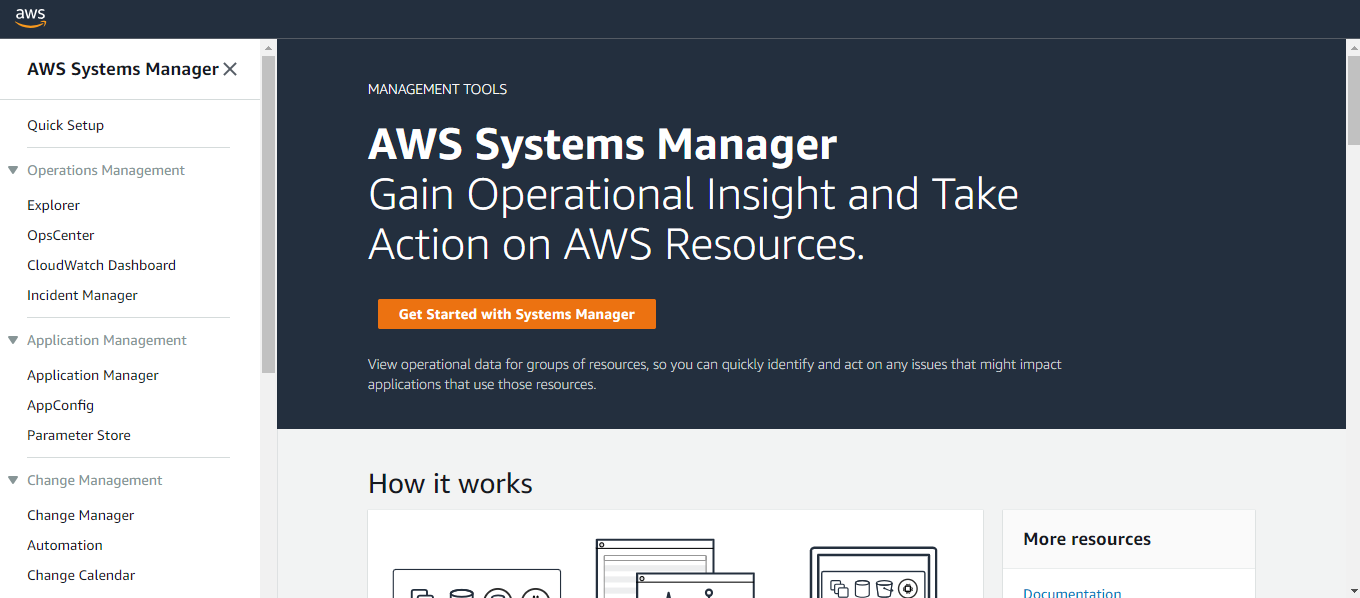 aws
AWS Systems Manager
Quick Setup
Operations Management
Explorer
OpsCenter
CloudWatch Dashboard
Incident Manager
Application Management
Application Manager
AppConfig
Parameter Store
Change Management
Change Manager
Automation
Change Calendar
MANAGEMENT TOOLS
AWS Systems Manager
Gain Operational Insight and Take
Action on AWS Resources.
Get Started with Systems Manager
View operational data for groups of resources, so you can quickly identify and act on any issues that might impact
applications that use those resources.
How it works
More resources
Documentation